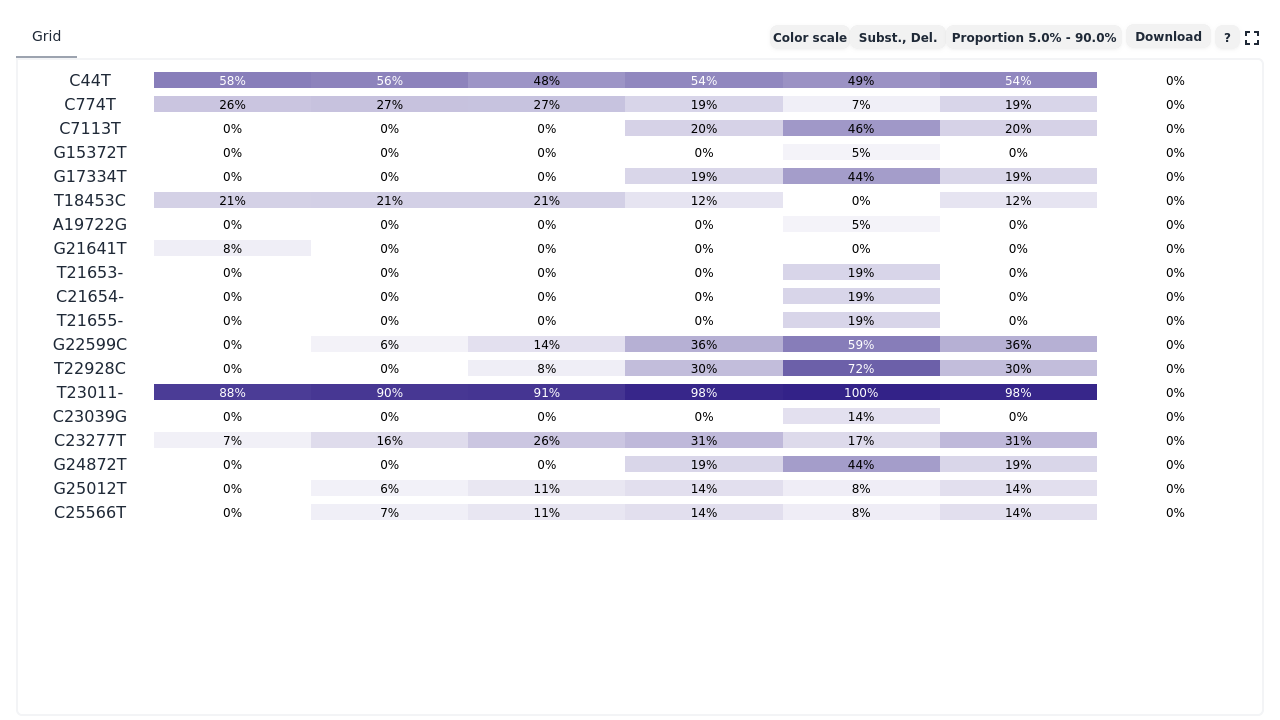 Grid Color scale Subst., Del. Proportion 5.0% - 90.0% Download ?
C44T 58% 56% 48% 54% 49% 54% 0%
C774T 26% 27% 27% 19% 7% 19% 0%
C7113T 0% 0% 0% 20% 46% 20% 0%
G15372T 0% 0% 0% 0% 5% 0% 0%
G17334T 0% 0% 0% 19% 44% 19% 0%
T18453C 21% 21% 21% 12% 0% 12% 0%
A19722G 0% 0% 0% 0% 5% 0% 0%
G21641T 8% 0% 0% 0% 0% 0% 0%
T21653- 0% 0% 0% 0% 19% 0% 0%
C21654- 0% 0% 0% 0% 19% 0% 0%
T21655- 0% 0% 0% 0% 19% 0% 0%
G22599C 0% 6% 14% 36% 59% 36% 0%
T22928C 0% 0% 8% 30% 72% 30% 0%
T23011- 88% 90% 91% 98% 100% 98% 0%
C23039G 0% 0% 0% 0% 14% 0% 0%
C23277T 7% 16% 26% 31% 17% 31% 0%
G24872T 0% 0% 0% 19% 44% 19% 0%
G25012T 0% 6% 11% 14% 8% 14% 0%
C25566T 0% 7% 11% 14% 8% 14% 0%